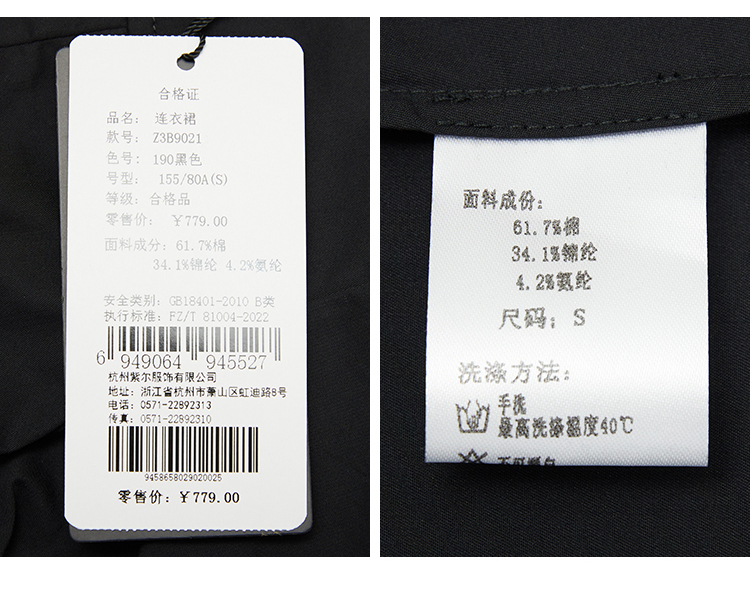 合格证
品名： 连衣裙
款号： Z3B9021
色号： 190黑色
号型： 155/80A(S)
等级： 合格品
零售价： ￥779.00
面料成分：61.7%棉
34.1%锦纶 4.2%氨纶
安全类别：GB18401-2010 B类
执行标准：FZ/T 81004-2022
6 949064 945527
杭州紫尔服饰有限公司
地址：浙江省杭州市萧山区虹迪路8号
电话：0571-22892313
传真：0571-22892310
9458658029020025
零售价：￥779.00
面料成份：
61.7%棉
34.1%锦纶
4.2%氨纶
尺码：S
洗涤方法：
手洗
最高洗涤温度40℃
不可漂白